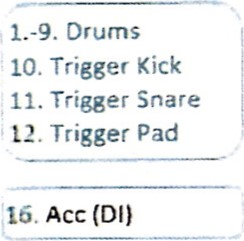 1.-9. Drums
10. Trigger Kick
11. Trigger Snare
12. Trigger Pad
16. Acc (DI)